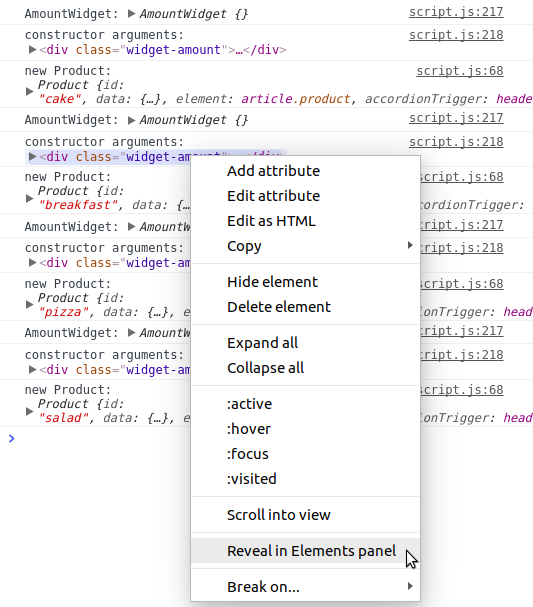 AmountWidget: ▶AmountWidget {} script.js:217
constructor arguments: script.js:218
▶<div class="widget-amount">…</div>
new Product: script.js:68
▶Product {id:
"cake", data: {…}, element: article.product, accordionTrigger: heade
AmountWidget: ▶AmountWidget {} script.js:217
constructor arguments: script.js:218
▶<div class="widget-amount">…</div>
new Product: script.js:68
▶Product {id:
"breakfast", data: {… cordionTrigger:
AmountWidget: ▶AmountW script.js:217
constructor arguments: script.js:218
▶<div class="widget-am
new Product: script.js:68
▶Product {id:
"pizza", data: {…}, e ionTrigger: head
AmountWidget: ▶AmountW script.js:217
constructor arguments: script.js:218
▶<div class="widget-am
new Product: script.js:68
▶Product {id:
"salad", data: {…}, e ionTrigger: head
>
Add attribute
Edit attribute
Edit as HTML
Copy
Hide element
Delete element
Expand all
Collapse all
:active
:hover
:focus
:visited
Scroll into view
Reveal in Elements panel
Break on...